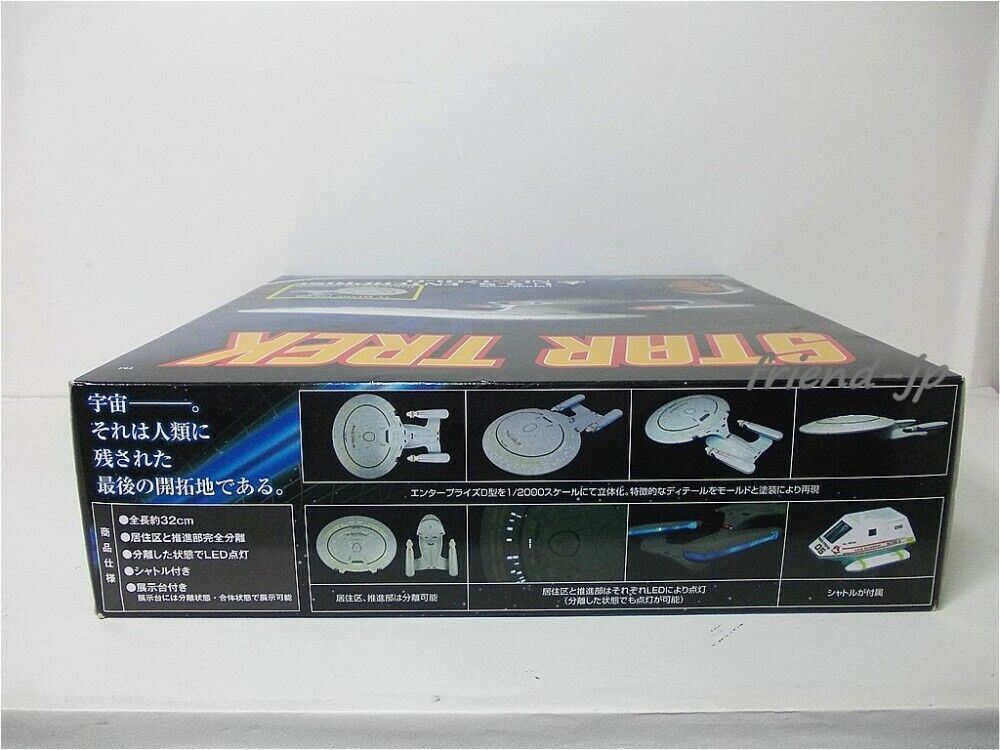 STAR TREK
TM
friend-jp
宇宙───。
それは人類に
残された
最後の開拓地である。
エンタープライズD型を1/2000スケールにて立体化。特徴的なディテールをモールドと塗装により再現
商品仕様
●全長約32cm
●居住区と推進部完全分離
●分離した状態でLED点灯
●シャトル付き
●展示台付き
展示台には分離状態・合体状態で展示可能
居住区、推進部は分離可能
居住区と推進部はそれぞれLEDにより点灯
(分離した状態でも点灯が可能)
05
05
シャトルが付属